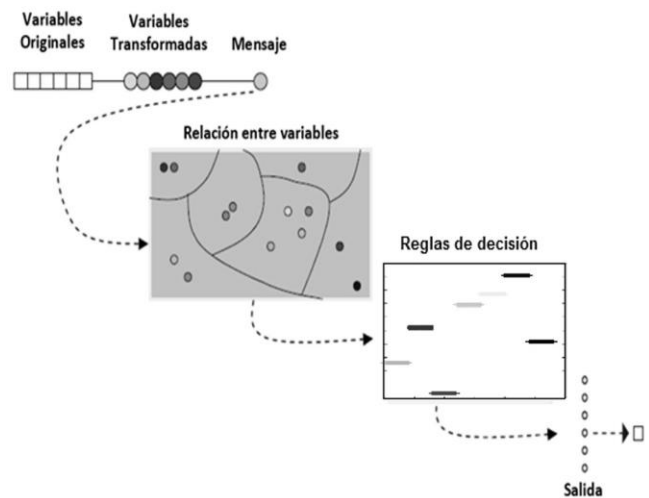 Variables
Originales
Variables
Transformadas
Mensaje
Relación entre variables
Reglas de decisión
Salida